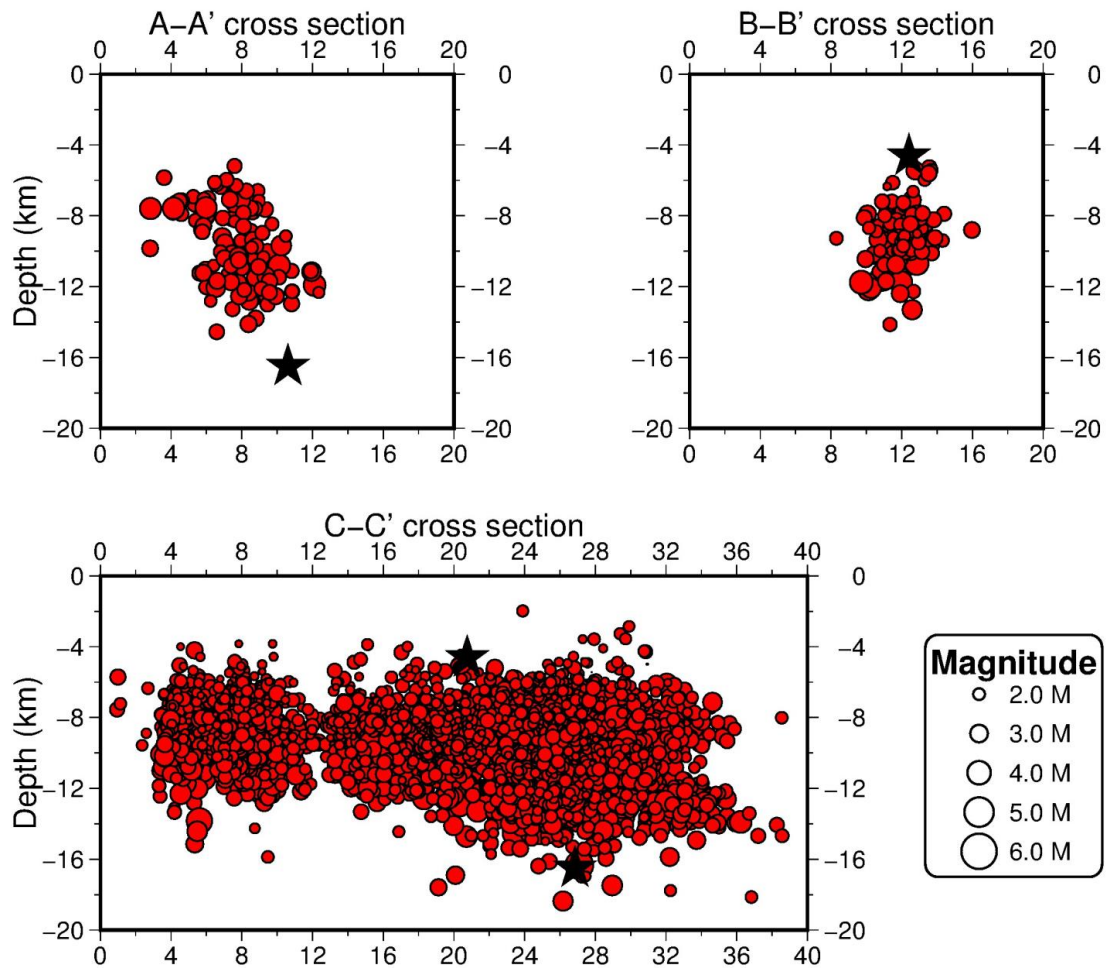 A–A' cross section
0 4 8 12 16 20
Depth (km)
0 0
−4 −4
−8 −8
−12 −12
−16 −16
−20 −20
0 4 8 12 16 20
B–B' cross section
0 4 8 12 16 20
0 0
−4 −4
−8 −8
−12 −12
−16 −16
−20 −20
0 4 8 12 16 20
C–C' cross section
0 4 8 12 16 20 24 28 32 36 40
Depth (km)
0 0
−4 −4
−8 −8
−12 −12
−16 −16
−20 −20
0 4 8 12 16 20 24 28 32 36 40
Magnitude
2.0 M
3.0 M
4.0 M
5.0 M
6.0 M